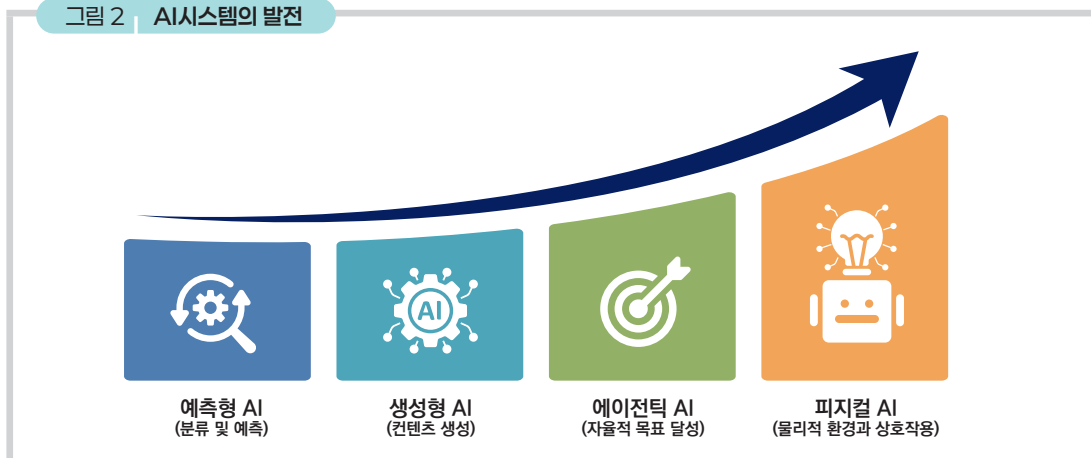 그림 2 AI시스템의 발전
AI
예측형 AI
(분류 및 예측)
생성형 AI
(컨텐츠 생성)
에이전틱 AI
(자율적 목표 달성)
피지컬 AI
(물리적 환경과 상호작용)